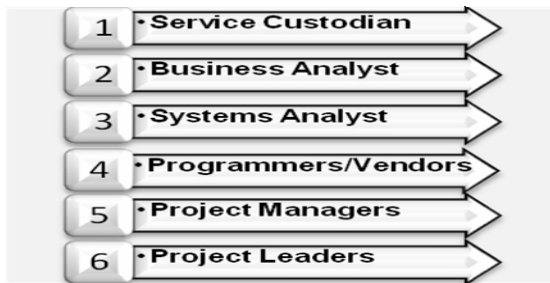 1 • Service Custodian
2 • Business Analyst
3 • Systems Analyst
4 • Programmers/Vendors
5 • Project Managers
6 • Project Leaders